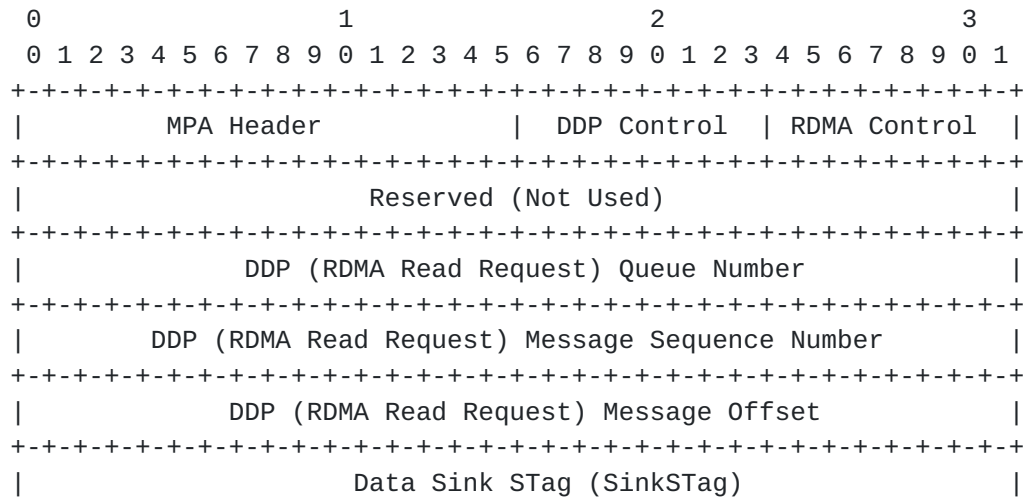 0                   1                   2                   3
 0 1 2 3 4 5 6 7 8 9 0 1 2 3 4 5 6 7 8 9 0 1 2 3 4 5 6 7 8 9 0 1
+-+-+-+-+-+-+-+-+-+-+-+-+-+-+-+-+-+-+-+-+-+-+-+-+-+-+-+-+-+-+-+-+
|         MPA Header            |  DDP Control  | RDMA Control  |
+-+-+-+-+-+-+-+-+-+-+-+-+-+-+-+-+-+-+-+-+-+-+-+-+-+-+-+-+-+-+-+-+
|                      Reserved (Not Used)                      |
+-+-+-+-+-+-+-+-+-+-+-+-+-+-+-+-+-+-+-+-+-+-+-+-+-+-+-+-+-+-+-+-+
|              DDP (RDMA Read Request) Queue Number             |
+-+-+-+-+-+-+-+-+-+-+-+-+-+-+-+-+-+-+-+-+-+-+-+-+-+-+-+-+-+-+-+-+
|        DDP (RDMA Read Request) Message Sequence Number        |
+-+-+-+-+-+-+-+-+-+-+-+-+-+-+-+-+-+-+-+-+-+-+-+-+-+-+-+-+-+-+-+-+
|             DDP (RDMA Read Request) Message Offset            |
+-+-+-+-+-+-+-+-+-+-+-+-+-+-+-+-+-+-+-+-+-+-+-+-+-+-+-+-+-+-+-+-+
|                     Data Sink STag (SinkSTag)                 |